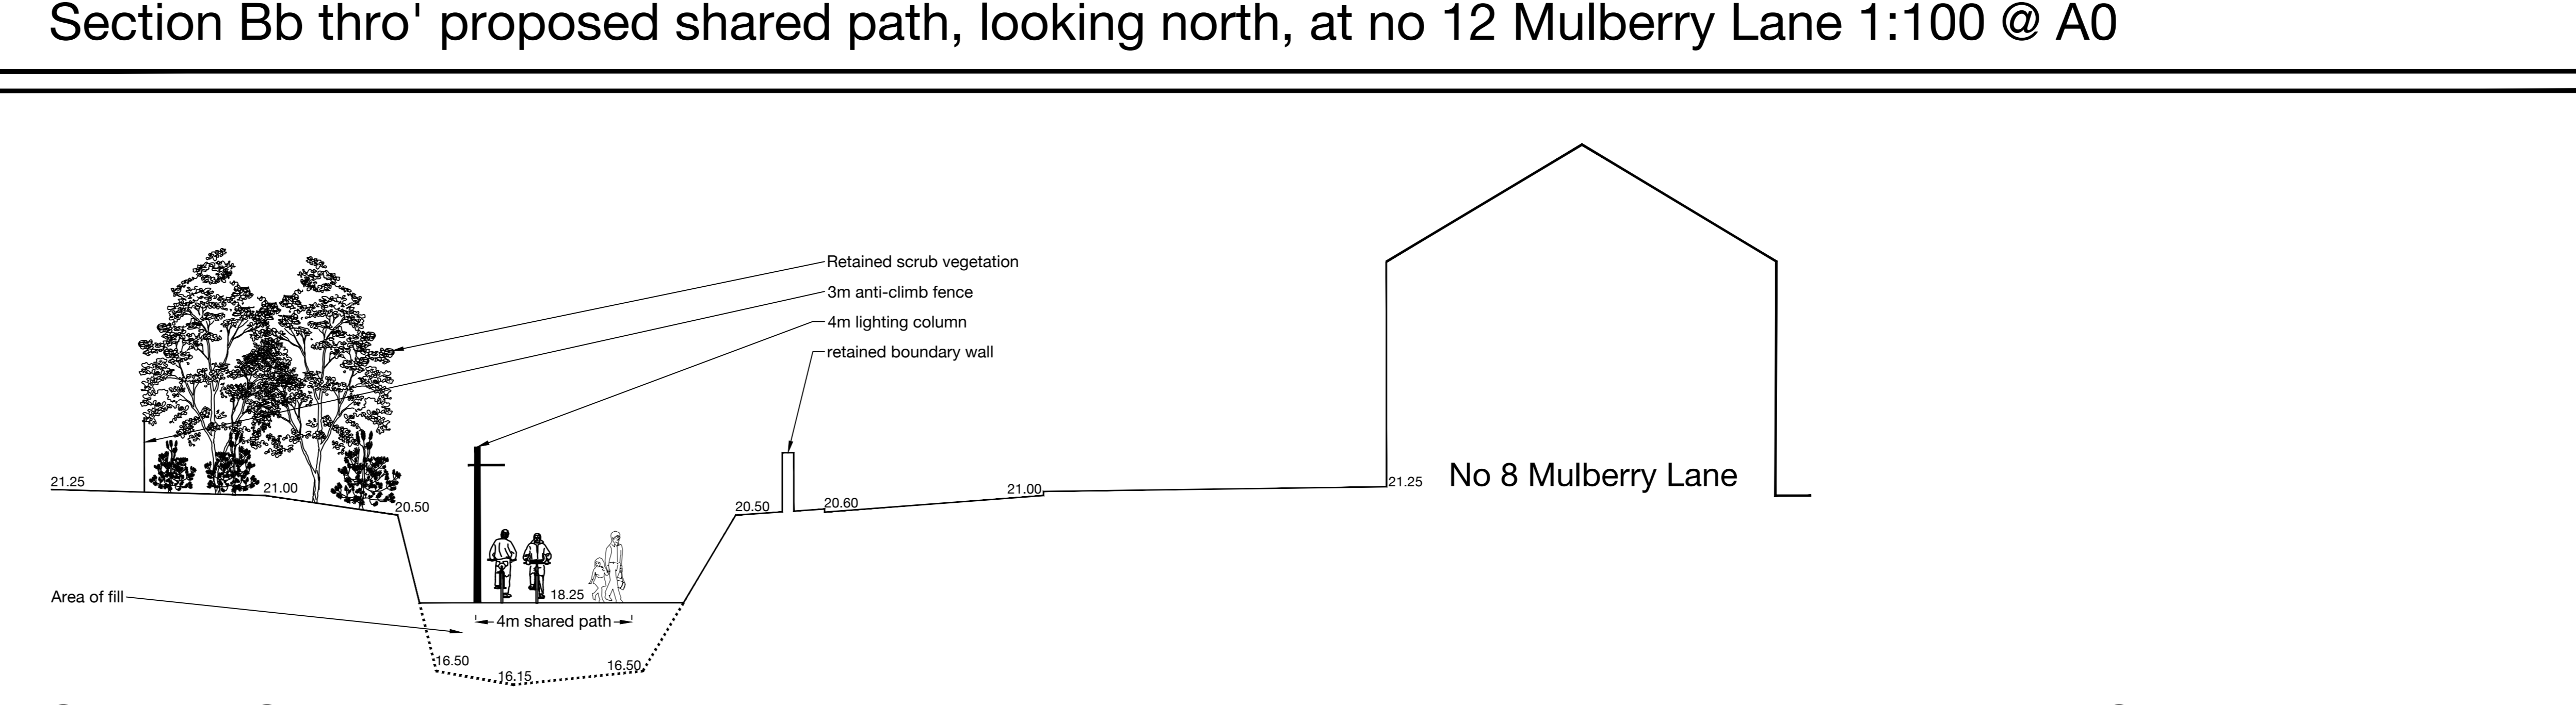 Section Bb thro' proposed shared path, looking north, at no 12 Mulberry Lane 1:100 @ A0
Retained scrub vegetation
3m anti-climb fence
4m lighting column
retained boundary wall
21.25
21.00
20.50
20.50
20.60
21.00
21.25
No 8 Mulberry Lane
Area of fill
18.25
4m shared path
16.50
16.15
16.50